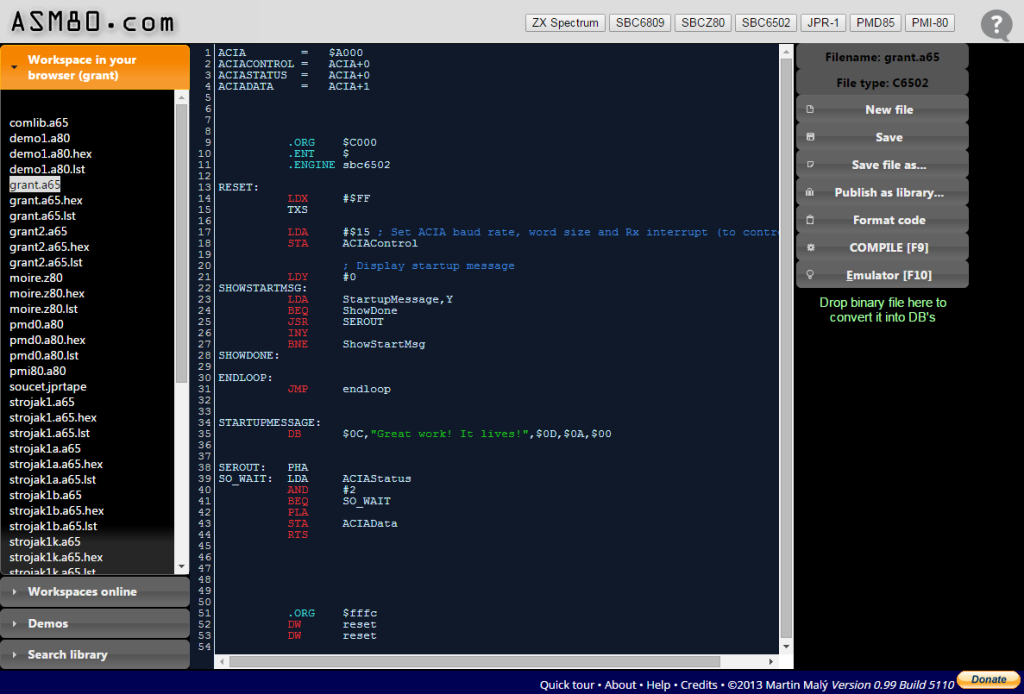 ASM80.com
ZX Spectrum SBC6809 SBCZ80 SBC6502 JPR-1 PMD85 PMI-80 ?
Workspace in your
browser (grant)
comlib.a65
demo1.a80
demo1.a80.hex
demo1.a80.lst
grant.a65
grant.a65.hex
grant.a65.lst
grant2.a65
grant2.a65.hex
grant2.a65.lst
moire.z80
moire.z80.hex
moire.z80.lst
pmd0.a80
pmd0.a80.hex
pmd0.a80.lst
pmi80.a80
soucet.jprtape
strojak1.a65
strojak1.a65.hex
strojak1.a65.lst
strojak1a.a65
strojak1a.a65.hex
strojak1a.a65.lst
strojak1b.a65
strojak1b.a65.hex
strojak1b.a65.lst
strojak1k.a65
strojak1k.a65.hex
strojak1k.a65.lst
Workspaces online
Demos
Search library
1 ACIA = $A000
2 ACIACONTROL = ACIA+0
3 ACIASTATUS = ACIA+0
4 ACIADATA = ACIA+1
5
6
7
8
9 .ORG $C000
10 .ENT $
11 .ENGINE sbc6502
12
13 RESET:
14 LDX #$FF
15 TXS
16
17 LDA #$15 ; Set ACIA baud rate, word size and Rx interrupt (to contr
18 STA ACIAControl
19
20 ; Display startup message
21 LDY #0
22 SHOWSTARTMSG:
23 LDA StartupMessage,Y
24 BEQ ShowDone
25 JSR SEROUT
26 INY
27 BNE ShowStartMsg
28 SHOWDONE:
29
30 ENDLOOP:
31 JMP endloop
32
33
34 STARTUPMESSAGE:
35 DB $0C,"Great work! It lives!",$0D,$0A,$00
36
37
38 SEROUT: PHA
39 SO_WAIT: LDA ACIAStatus
40 AND #2
41 BEQ SO_WAIT
42 PLA
43 STA ACIAData
44 RTS
45
46
47
48
49
50
51 .ORG $fffc
52 DW reset
53 DW reset
54
Filename: grant.a65
File type: C6502
New file
Save
Save file as...
Publish as library...
Format code
COMPILE [F9]
Emulator [F10]
Drop binary file here to
convert it into DB's
Quick tour • About • Help • Credits • ©2013 Martin Malý Version 0.99 Build 5110 Donate